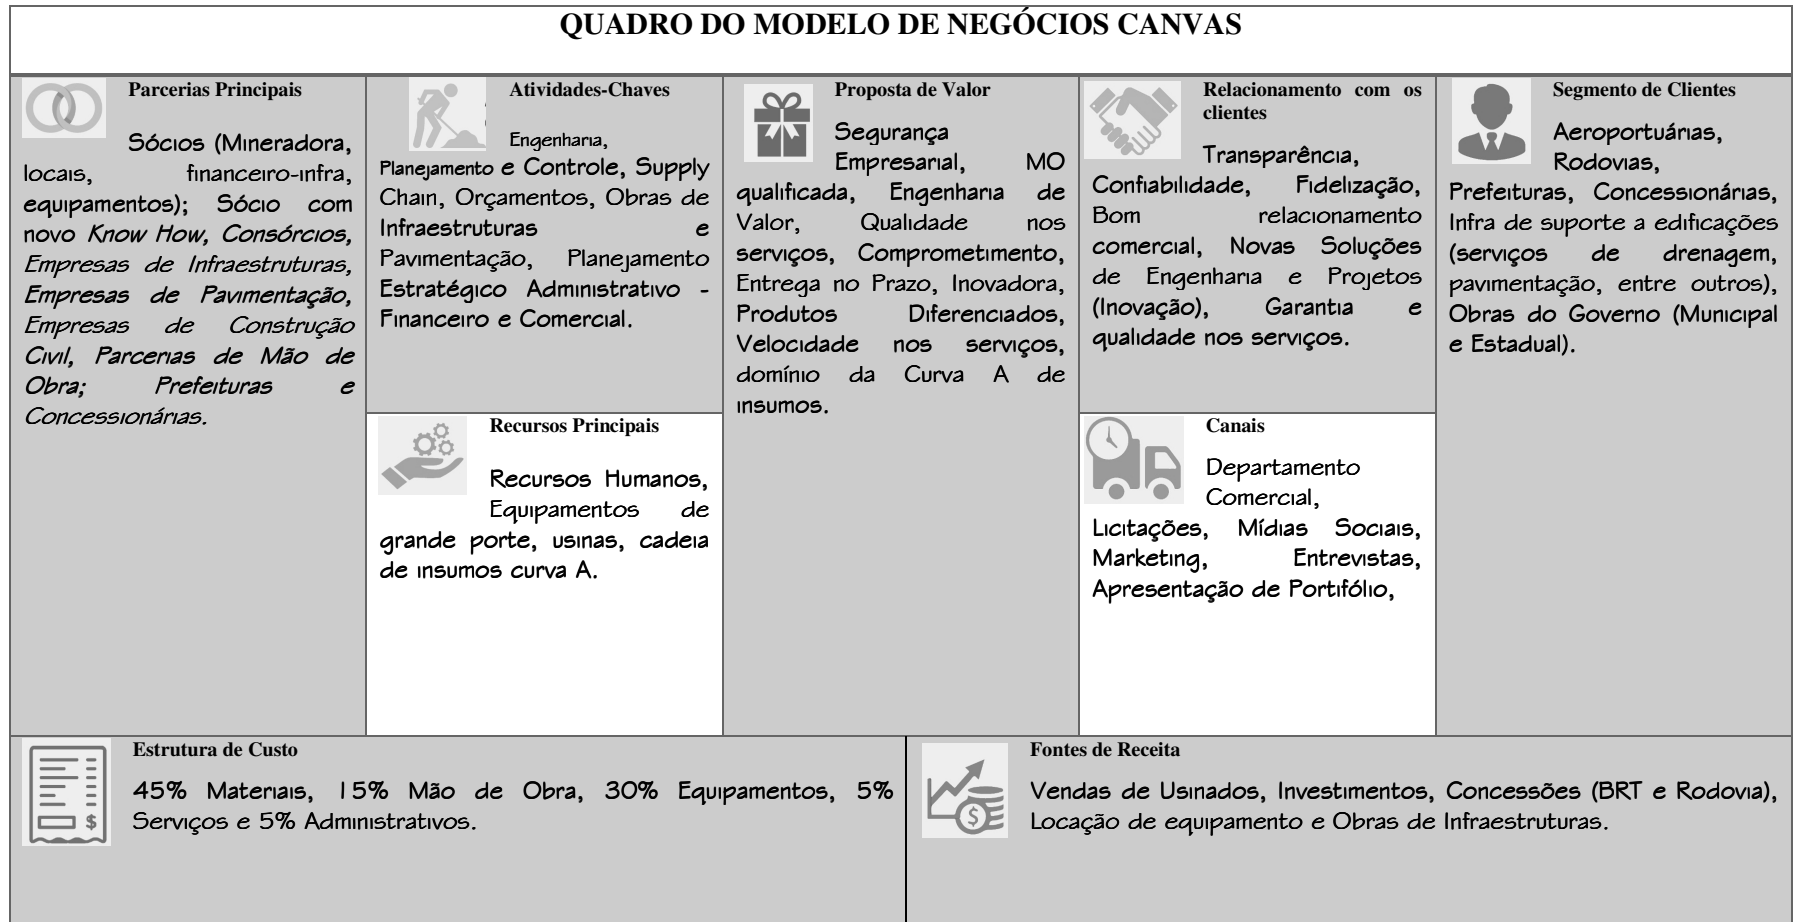 QUADRO DO MODELO DE NEGÓCIOS CANVAS
Parcerias Principais
Sócios (Mineradora,
locais, financeiro-infra,
equipamentos); Sócio com
novo Know How, Consórcios,
Empresas de Infraestruturas,
Empresas de Pavimentação,
Empresas de Construção
Civil, Parcerias de Mão de
Obra; Prefeituras e
Concessionárias.
Atividades-Chaves
Engenharia,
Planejamento e Controle, Supply
Chain, Orçamentos, Obras de
Infraestruturas e
Pavimentação, Planejamento
Estratégico Administrativo -
Financeiro e Comercial.
Recursos Principais
Recursos Humanos,
Equipamentos de
grande porte, usinas, cadeia
de insumos curva A.
Proposta de Valor
Segurança
Empresarial, MO
qualificada, Engenharia de
Valor, Qualidade nos
serviços, Comprometimento,
Entrega no Prazo, Inovadora,
Produtos Diferenciados,
Velocidade nos serviços,
domínio da Curva A de
insumos.
Relacionamento com os
clientes
Transparência,
Confiabilidade, Fidelização,
Bom relacionamento
comercial, Novas Soluções
de Engenharia e Projetos
(Inovação), Garantia e
qualidade nos serviços.
Canais
Departamento
Comercial,
Licitações, Mídias Sociais,
Marketing, Entrevistas,
Apresentação de Portifólio,
Segmento de Clientes
Aeroportuárias,
Rodovias,
Prefeituras, Concessionárias,
Infra de suporte a edificações
(serviços de drenagem,
pavimentação, entre outros),
Obras do Governo (Municipal
e Estadual).
Estrutura de Custo
45% Materiais, 15% Mão de Obra, 30% Equipamentos, 5%
Serviços e 5% Administrativos.
$
Fontes de Receita
Vendas de Usinados, Investimentos, Concessões (BRT e Rodovia),
Locação de equipamento e Obras de Infraestruturas.
$